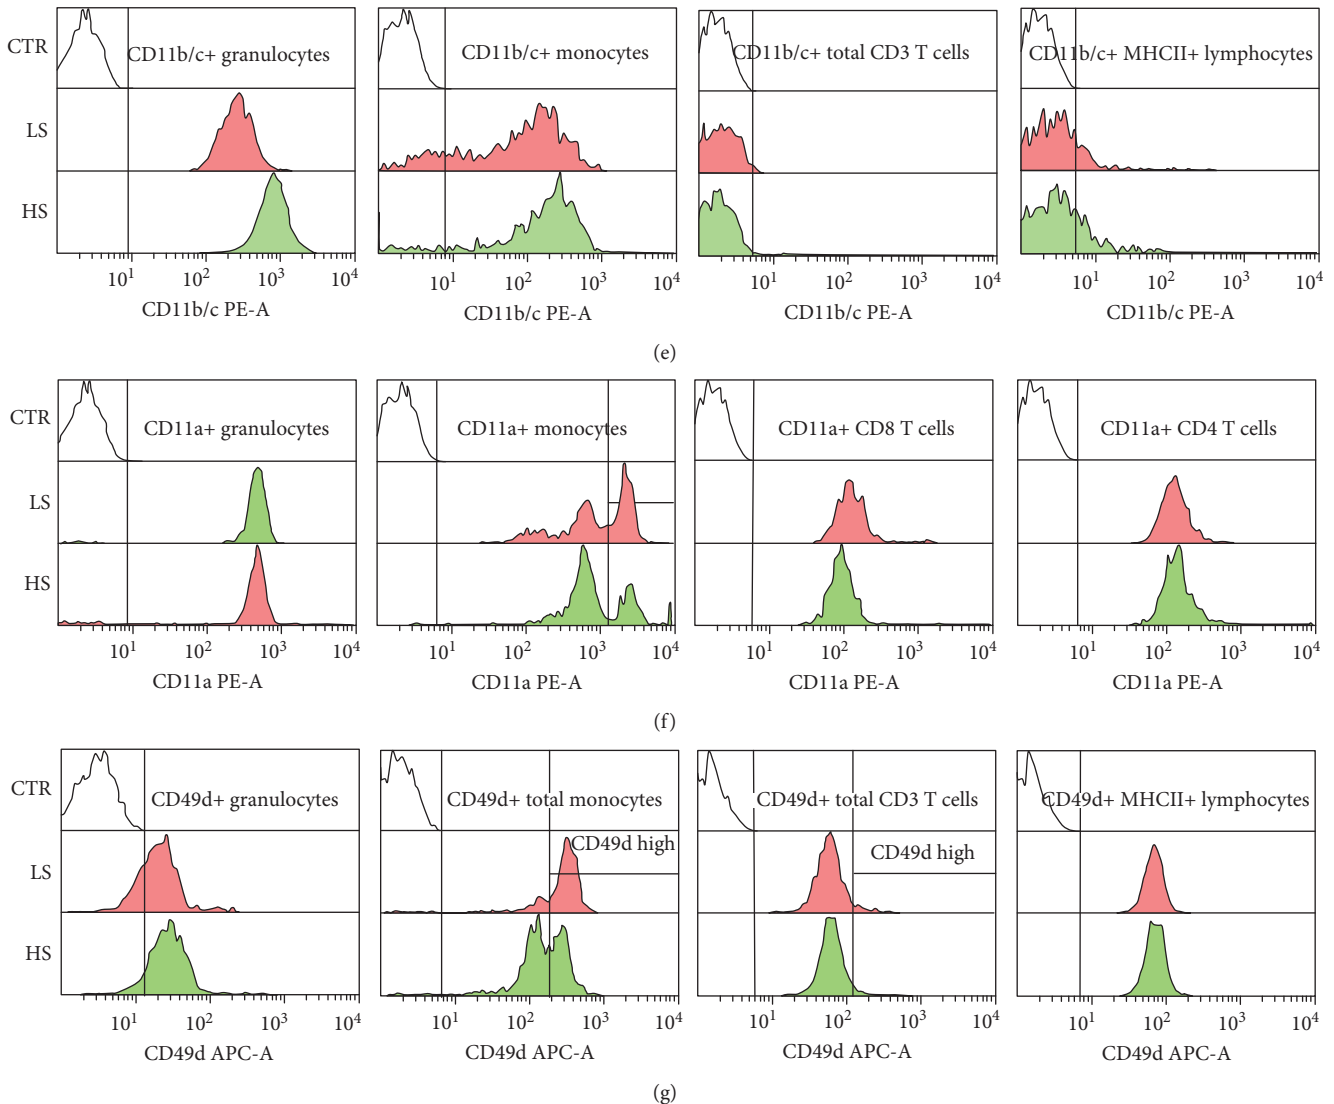 CTR
CD11b/c+ granulocytes
CD11b/c+ monocytes
CD11b/c+ total CD3 T cells
CD11b/c+ MHCII+ lymphocytes
LS
HS
10¹ 10² 10³ 10⁴
10¹ 10² 10³ 10⁴
10¹ 10² 10³ 10⁴
10¹ 10² 10³ 10⁴
CD11b/c PE-A
CD11b/c PE-A
CD11b/c PE-A
CD11b/c PE-A
(e)
CTR
CD11a+ granulocytes
CD11a+ monocytes
CD11a+ CD8 T cells
CD11a+ CD4 T cells
LS
HS
10¹ 10² 10³ 10⁴
10¹ 10² 10³ 10⁴
10¹ 10² 10³ 10⁴
10¹ 10² 10³ 10⁴
CD11a PE-A
CD11a PE-A
CD11a PE-A
CD11a PE-A
(f)
CTR
CD49d+ granulocytes
CD49d+ total monocytes
CD49d+ total CD3 T cells
CD49d+ MHCII+ lymphocytes
LS
CD49d high
CD49d high
HS
10¹ 10² 10³ 10⁴
10¹ 10² 10³ 10⁴
10¹ 10² 10³ 10⁴
10¹ 10² 10³ 10⁴
CD49d APC-A
CD49d APC-A
CD49d APC-A
CD49d APC-A
(g)